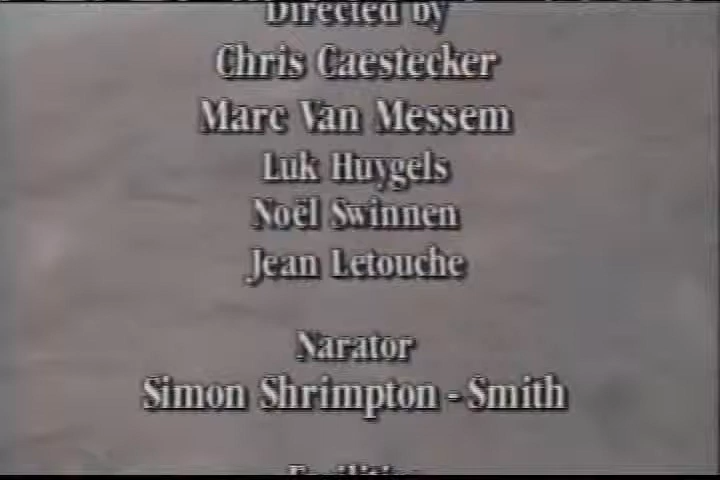 Directed by
Chris Caestecker
Marc Van Messem
Luk Huygels
Noël Swinnen
Jean Letouche
Narator
Simon Shrimpton - Smith